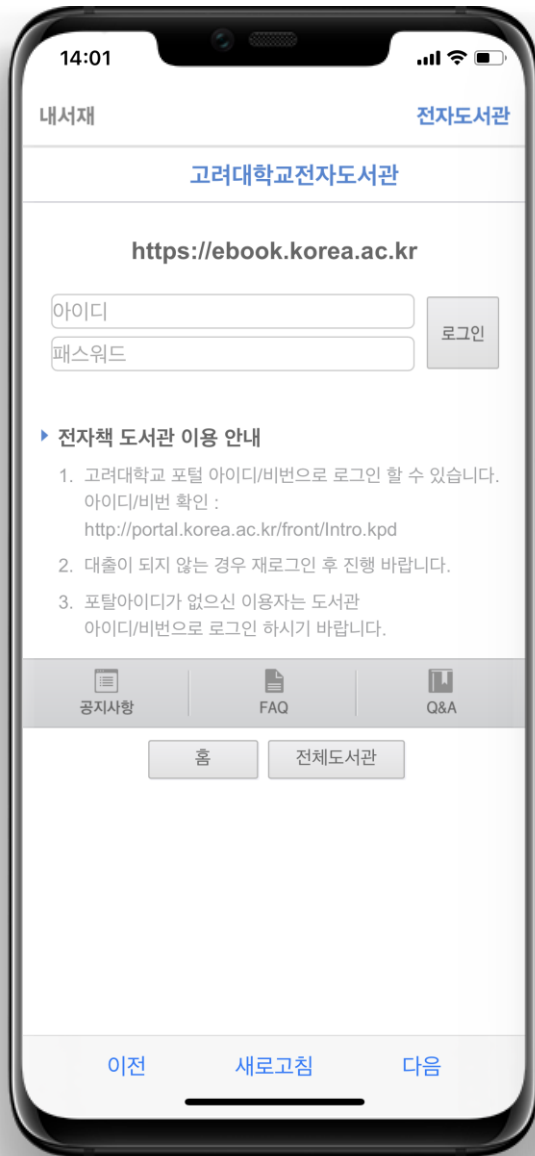 14:01
내서재 전자도서관
고려대학교전자도서관
https://ebook.korea.ac.kr
아이디
패스워드
로그인
전자책 도서관 이용 안내
1. 고려대학교 포털 아이디/비번으로 로그인 할 수 있습니다.
아이디/비번 확인 :
http://portal.korea.ac.kr/front/Intro.kpd
2. 대출이 되지 않는 경우 재로그인 후 진행 바랍니다.
3. 포탈아이디가 없으신 이용자는 도서관
아이디/비번으로 로그인 하시기 바랍니다.
공지사항 FAQ Q&A
홈 전체도서관
이전 새로고침 다음